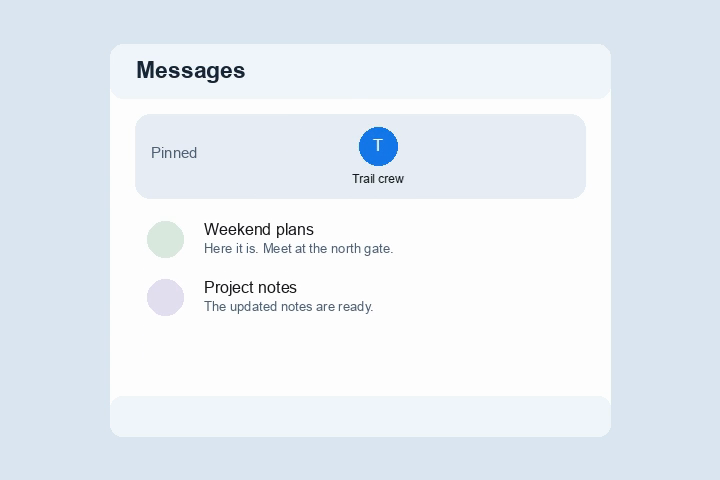 Messages
Pinned
T
Trail crew
Weekend plans
Here it is. Meet at the north gate.
Project notes
The updated notes are ready.